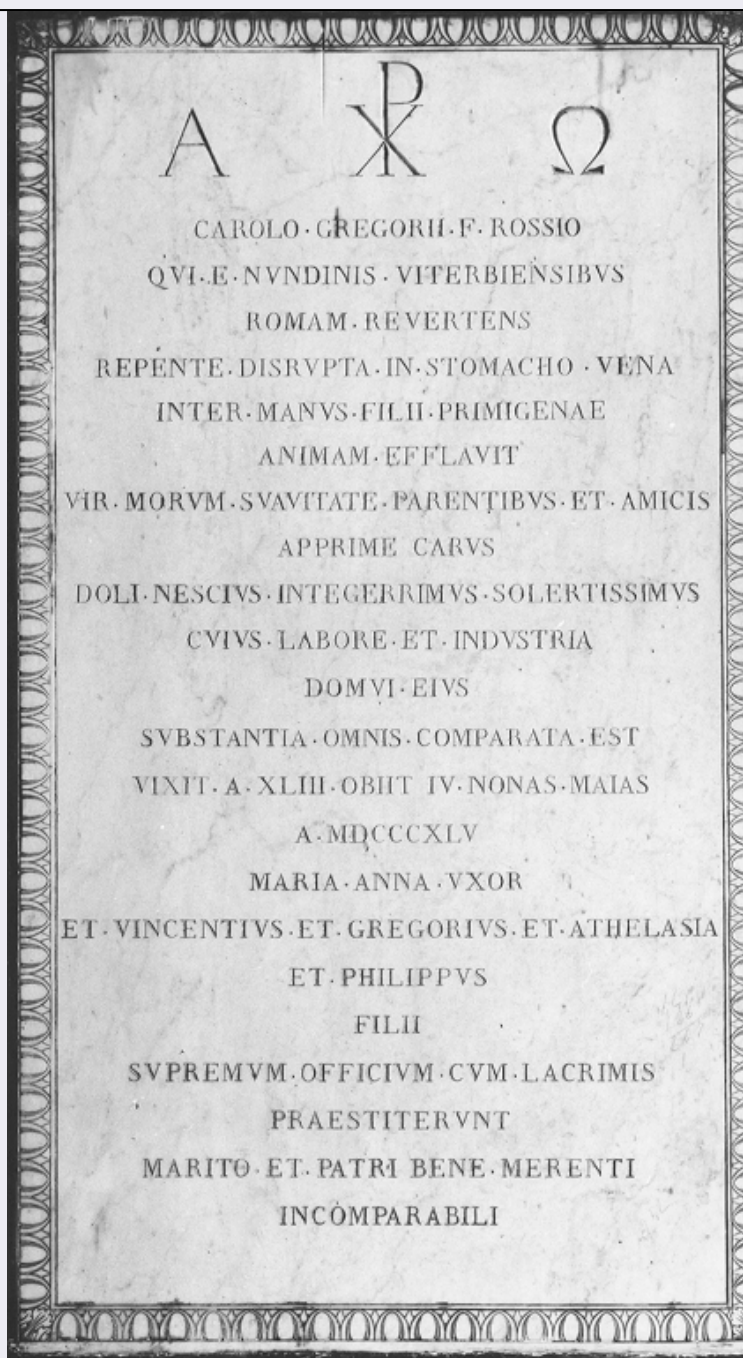 Α ☧ Ω
CAROLO · GREGORII · F · ROSSIO
QVI · E · NVNDINIS · VITERBIENSIBVS
ROMAM · REVERTENS
REPENTE · DISRVPTA · IN · STOMACHO · VENA
INTER · MANVS · FILII · PRIMIGENAE
ANIMAM · EFFLAVIT
VIR · MORVM · SVAVITATE · PARENTIBVS · ET · AMICIS
APPRIME CARVS
DOLI · NESCIVS · INTEGERRIMVS · SOLERTISSIMVS
CVIVS · LABORE · ET · INDVSTRIA
DOMVI · EIVS
SVBSTANTIA · OMNIS · COMPARATA · EST
VIXIT · A · XLIII · OBIIT IV · NONAS · MAIAS
A · MDCCCXLV
MARIA · ANNA · VXOR
ET · VINCENTIVS · ET · GREGORIVS · ET · ATHELASIA
ET · PHILIPPVS
FILII
SVPREMVM · OFFICIVM · CVM · LACRIMIS
PRAESTITERVNT
MARITO · ET · PATRI BENE · MERENTI
INCOMPARABILI